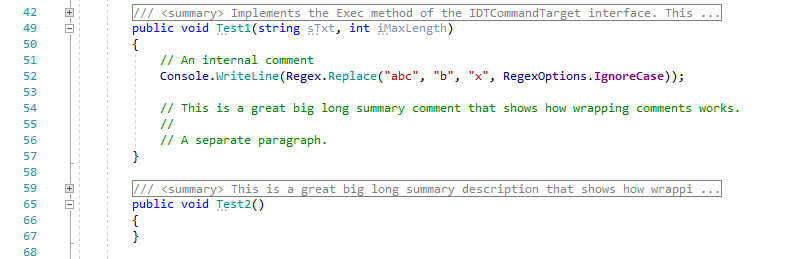 42 /// <summary> Implements the Exec method of the IDTCommandTarget interface. This ...
49 public void Test1(string sTxt, int iMaxLength)
50 {
51 // An internal comment
52 Console.WriteLine(Regex.Replace("abc", "b", "x", RegexOptions.IgnoreCase));
53
54 // This is a great big long summary comment that shows how wrapping comments works.
55 //
56 // A separate paragraph.
57 }
58
59 /// <summary> This is a great big long summary description that shows how wrappi ...
65 public void Test2()
66 {
67 }
68